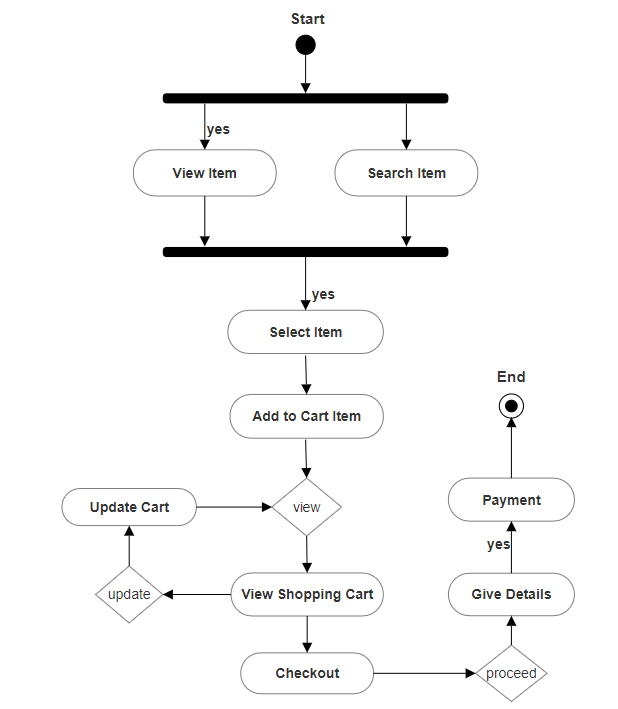 Start
yes
View Item
Search Item
yes
Select Item
End
Add to Cart Item
Update Cart
view
Payment
yes
update
View Shopping Cart
Give Details
Checkout
proceed